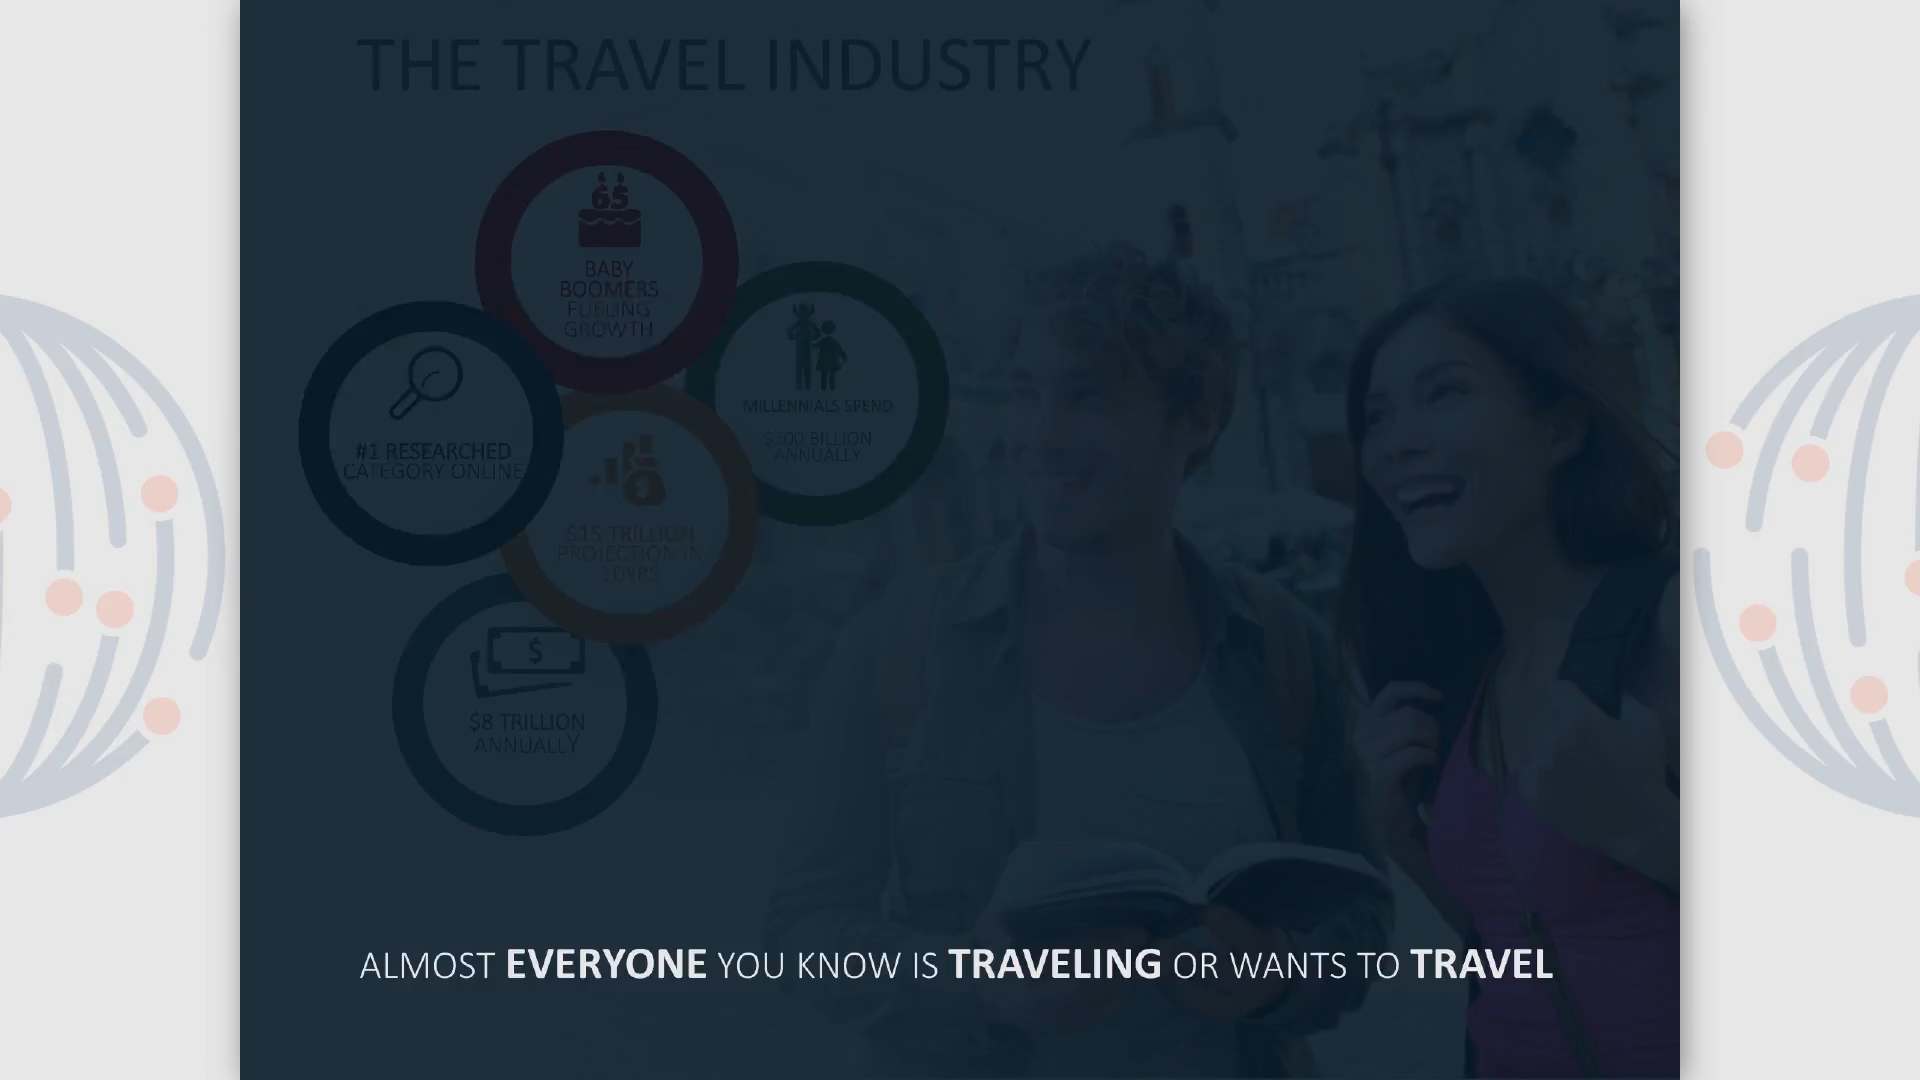 THE TRAVEL INDUSTRY
65
BABY
BOOMERS
FUELING
GROWTH
MILLENNIALS SPEND
$300 BILLION
ANNUALLY
#1 RESEARCHED
CATEGORY ONLINE
$15 TRILLION
PROJECTION IN
10YRS
$
$8 TRILLION
ANNUALLY
ALMOST EVERYONE YOU KNOW IS TRAVELING OR WANTS TO TRAVEL